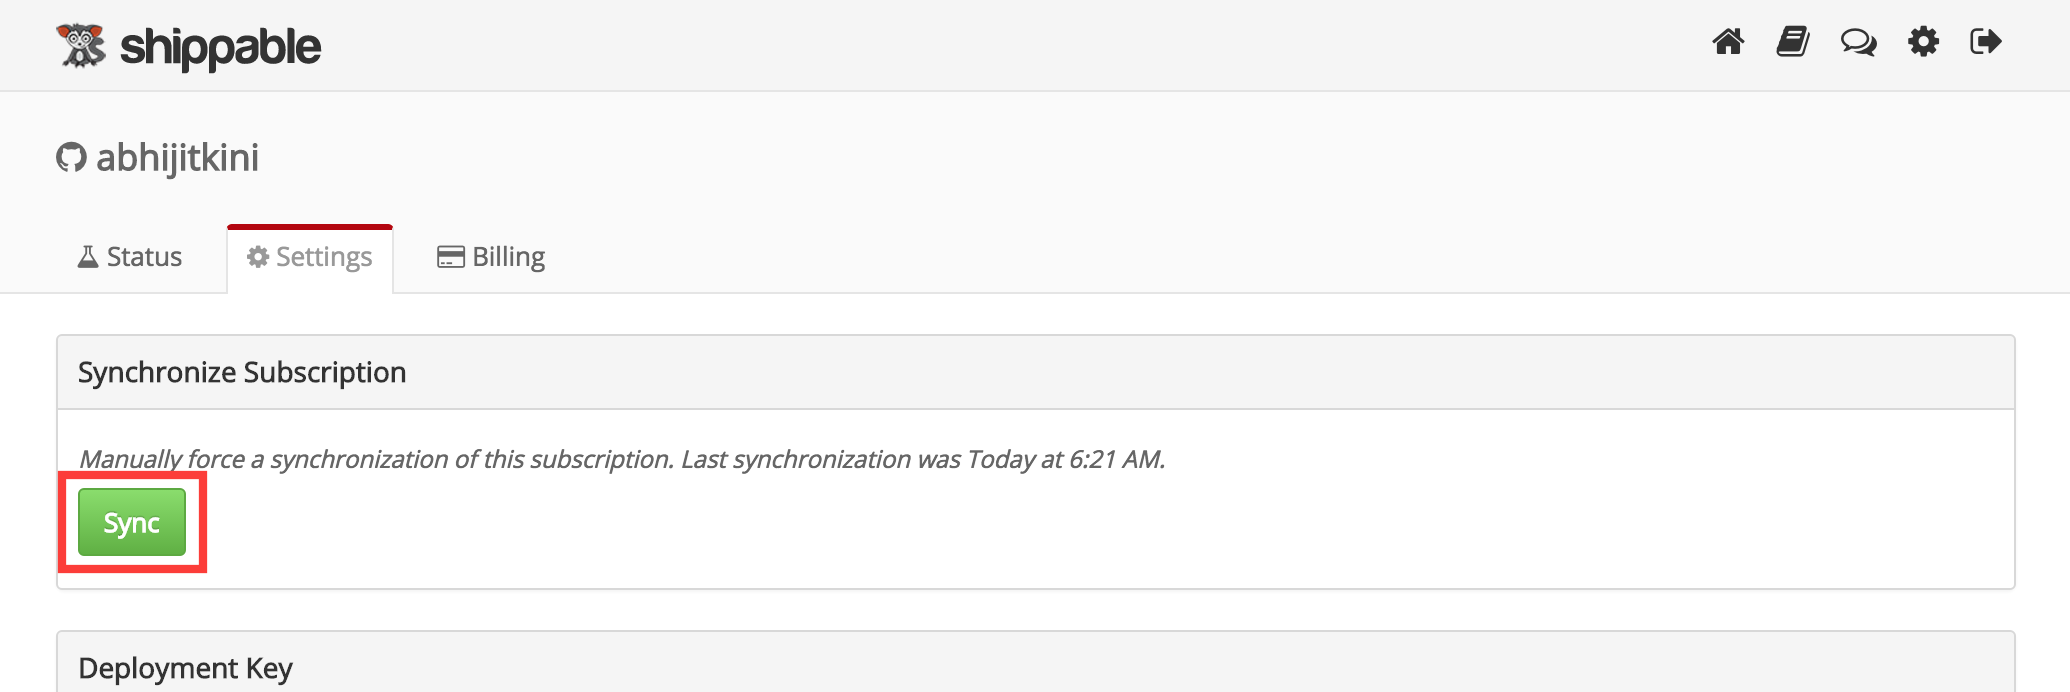 shippable
abhijitkini
Status
Settings
Billing
Synchronize Subscription
Manually force a synchronization of this subscription. Last synchronization was Today at 6:21 AM.
Sync
Deployment Key